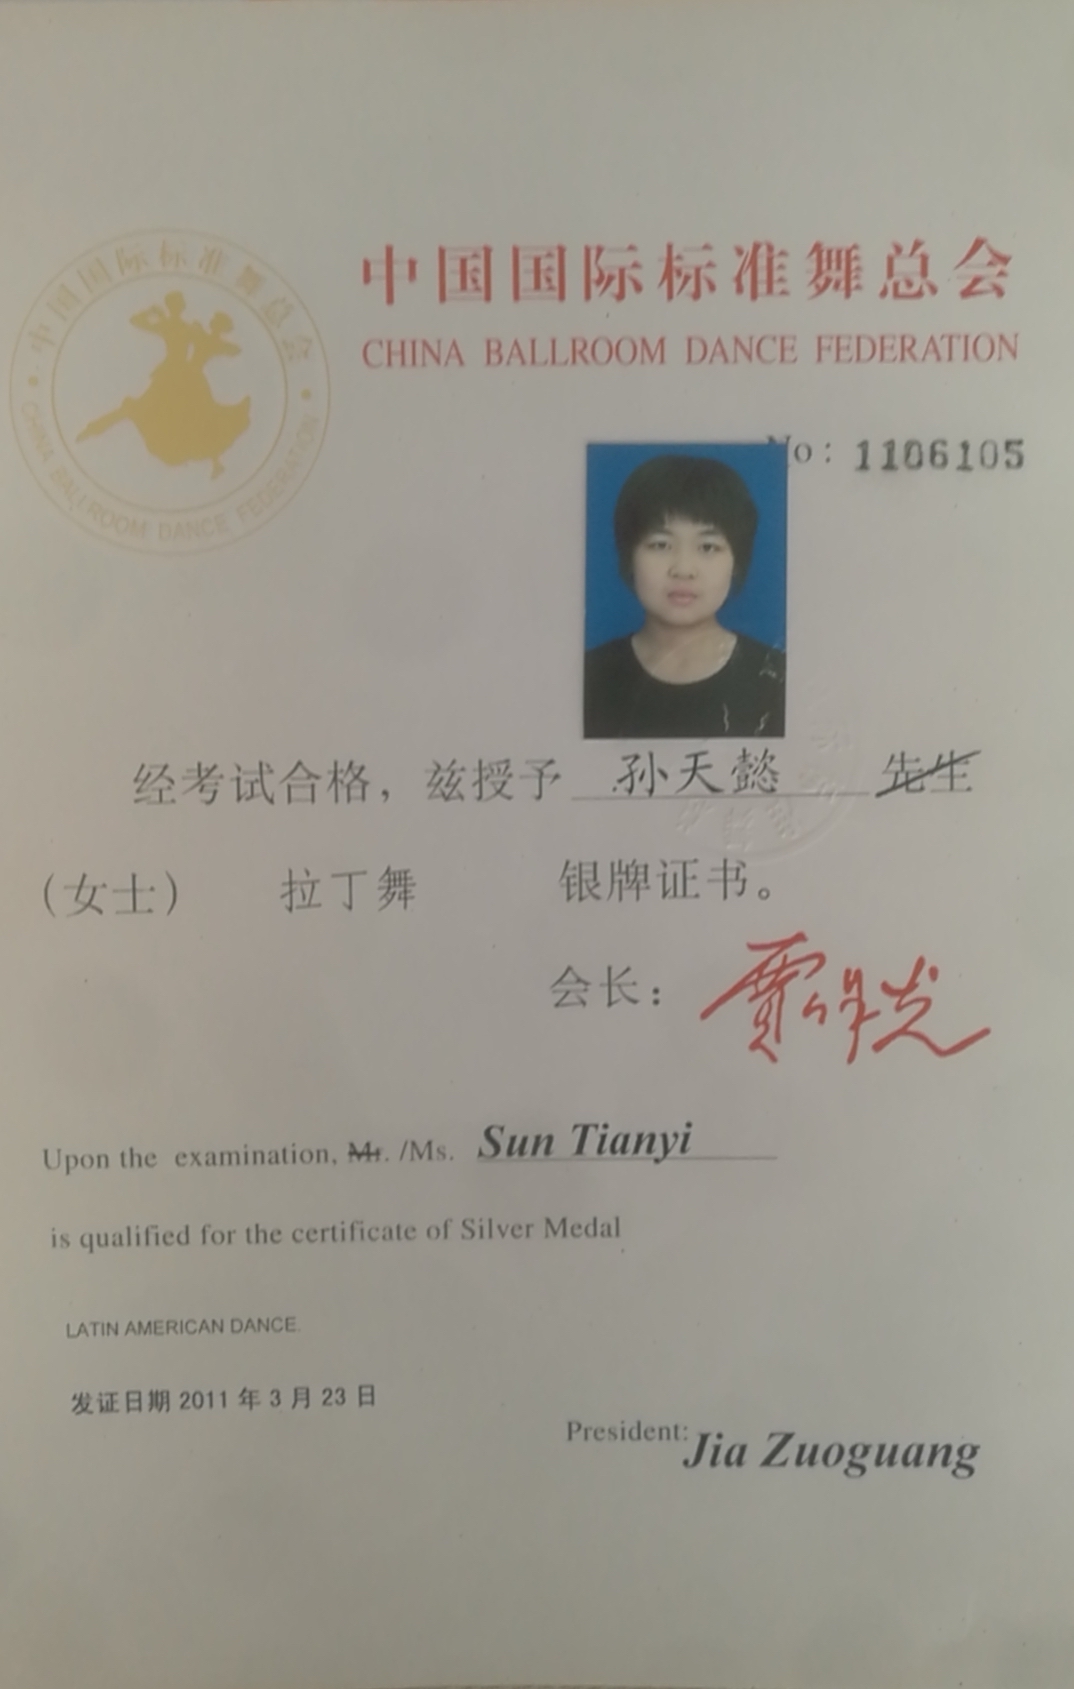 中国国际标准舞总会
CHINA BALLROOM DANCE FEDERATION
中国国际标准舞总会
CHINA BALLROOM DANCE FEDERATION
No: 1106105
经考试合格，兹授予 孙天懿 先生
（女士） 拉丁舞 银牌证书。
会长： 贾作光
Upon the examination, Mr. /Ms. Sun Tianyi
is qualified for the certificate of Silver Medal
LATIN AMERICAN DANCE.
发证日期 2011 年 3 月 23 日
President: Jia Zuoguang